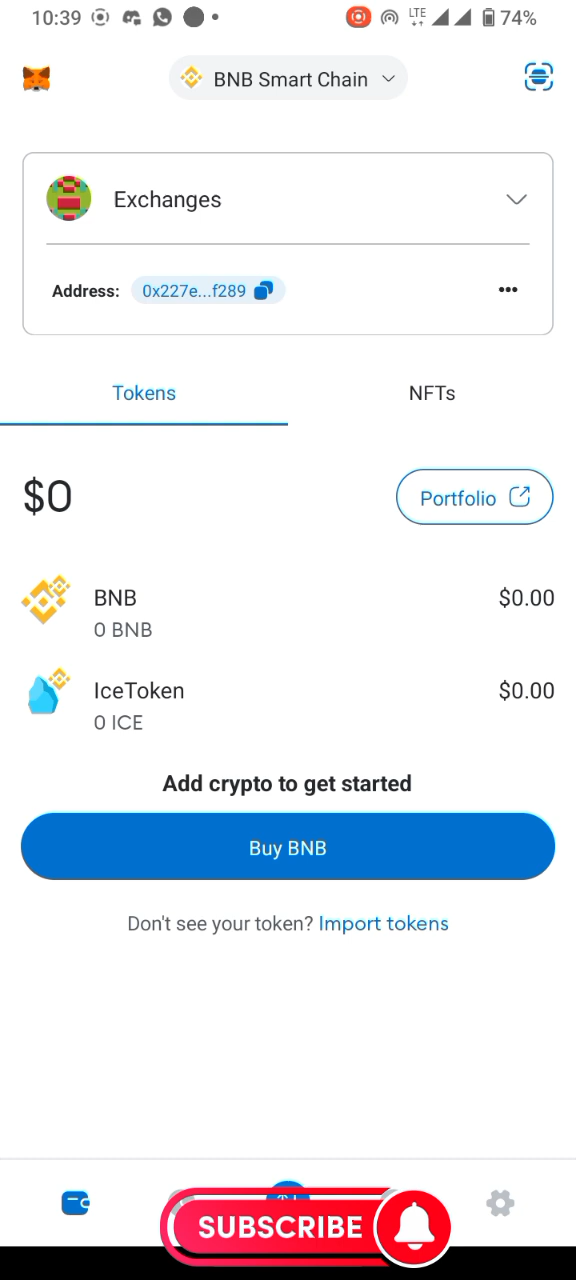 10:39 LTE 74%
BNB Smart Chain
Exchanges
Address: 0x227e...f289
Tokens NFTs
$0 Portfolio
BNB $0.00
0 BNB
IceToken $0.00
0 ICE
Add crypto to get started
Buy BNB
Don't see your token? Import tokens
SUBSCRIBE